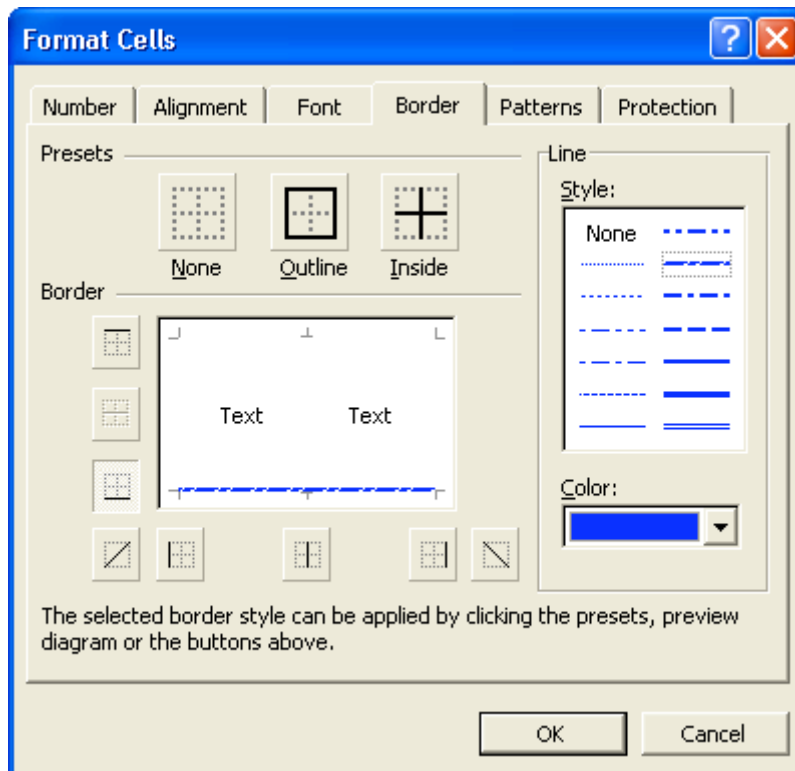 Format Cells
Number Alignment Font Border Patterns Protection
Presets
None Outline Inside
Border
Text Text
Line
Style:
None
Color:
The selected border style can be applied by clicking the presets, preview
diagram or the buttons above.
OK Cancel